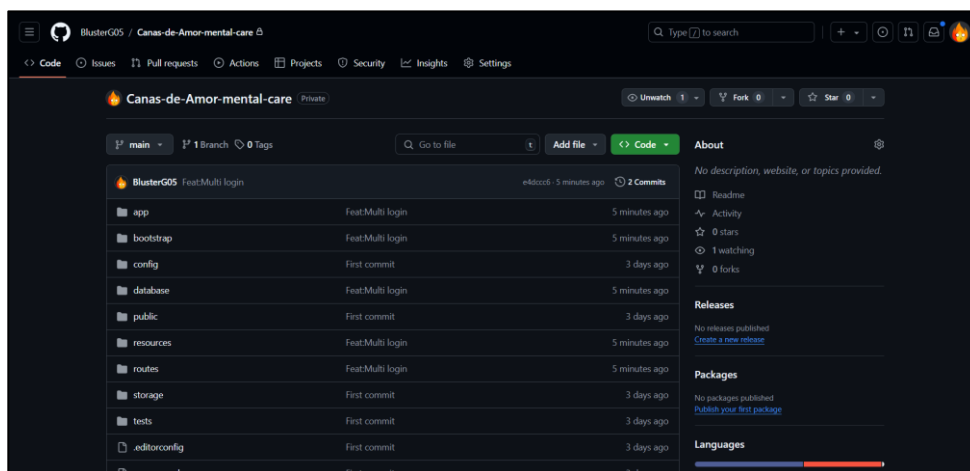 BlusterG05 / Canas-de-Amor-mental-care
Type / to search
Code Issues Pull requests Actions Projects Security Insights Settings
Canas-de-Amor-mental-care Private
Unwatch 1 Fork 0 Star 0
main 1 Branch 0 Tags Go to file t Add file Code
BlusterG05 Feat:Multi login e4dccc6 · 5 minutes ago 2 Commits
app Feat:Multi login 5 minutes ago
bootstrap Feat:Multi login 5 minutes ago
config First commit 3 days ago
database Feat:Multi login 5 minutes ago
public First commit 3 days ago
resources Feat:Multi login 5 minutes ago
routes Feat:Multi login 5 minutes ago
storage First commit 3 days ago
tests First commit 3 days ago
.editorconfig First commit 3 days ago
About
No description, website, or topics provided.
Readme
Activity
0 stars
1 watching
0 forks
Releases
No releases published
Create a new release
Packages
No packages published
Publish your first package
Languages